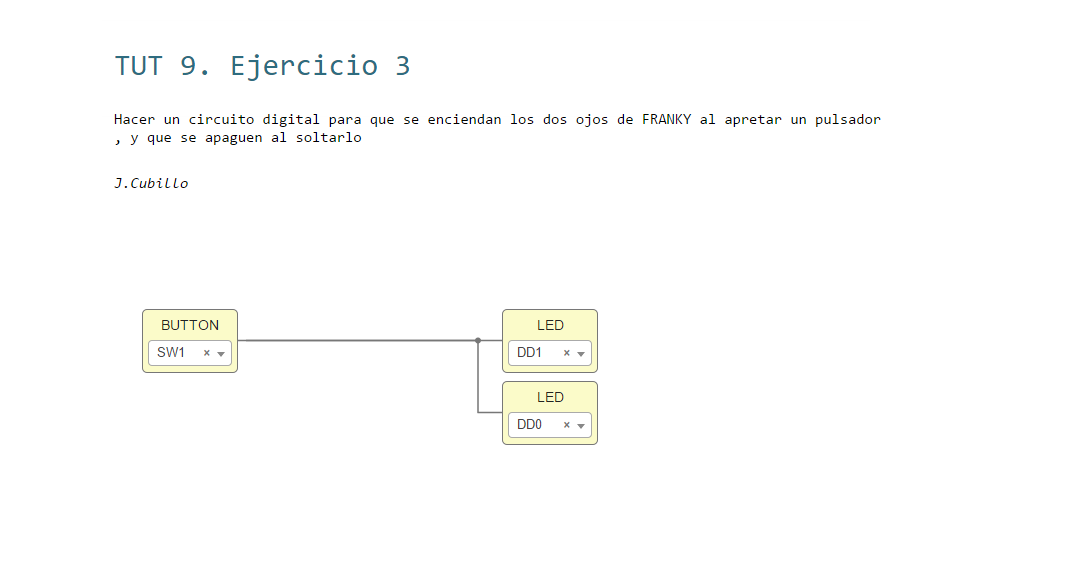 TUT 9. Ejercicio 3
Hacer un circuito digital para que se enciendan los dos ojos de FRANKY al apretar un pulsador
, y que se apaguen al soltarlo
J.Cubillo
BUTTON
SW1
LED
DD1
LED
DD0